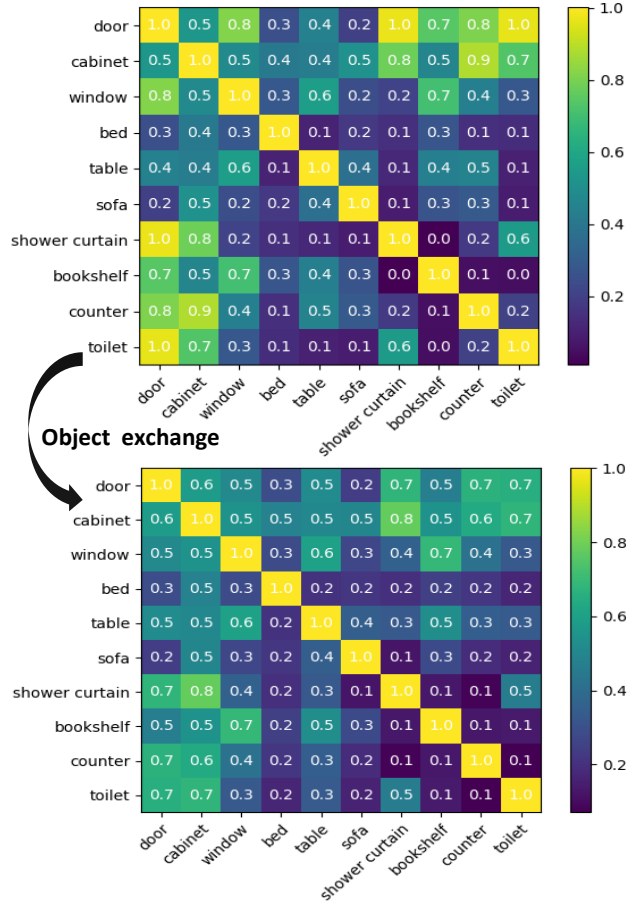 door 1.0 0.5 0.8 0.3 0.4 0.2 1.0 0.7 0.8 1.0
cabinet 0.5 1.0 0.5 0.4 0.4 0.5 0.8 0.5 0.9 0.7
window 0.8 0.5 1.0 0.3 0.6 0.2 0.2 0.7 0.4 0.3
bed 0.3 0.4 0.3 1.0 0.1 0.2 0.1 0.3 0.1 0.1
table 0.4 0.4 0.6 0.1 1.0 0.4 0.1 0.4 0.5 0.1
sofa 0.2 0.5 0.2 0.2 0.4 1.0 0.1 0.3 0.3 0.1
shower curtain 1.0 0.8 0.2 0.1 0.1 0.1 1.0 0.0 0.2 0.6
bookshelf 0.7 0.5 0.7 0.3 0.4 0.3 0.0 1.0 0.1 0.0
counter 0.8 0.9 0.4 0.1 0.5 0.3 0.2 0.1 1.0 0.2
toilet 1.0 0.7 0.3 0.1 0.1 0.1 0.6 0.0 0.2 1.0
door cabinet window bed table sofa shower curtain bookshelf counter toilet
1.0
0.8
0.6
0.4
0.2
Object exchange
door 1.0 0.6 0.5 0.3 0.5 0.2 0.7 0.5 0.7 0.7
cabinet 0.6 1.0 0.5 0.5 0.5 0.5 0.8 0.5 0.6 0.7
window 0.5 0.5 1.0 0.3 0.6 0.3 0.4 0.7 0.4 0.3
bed 0.3 0.5 0.3 1.0 0.2 0.2 0.2 0.2 0.2 0.2
table 0.5 0.5 0.6 0.2 1.0 0.4 0.3 0.5 0.3 0.3
sofa 0.2 0.5 0.3 0.2 0.4 1.0 0.1 0.3 0.2 0.2
shower curtain 0.7 0.8 0.4 0.2 0.3 0.1 1.0 0.1 0.1 0.5
bookshelf 0.5 0.5 0.7 0.2 0.5 0.3 0.1 1.0 0.1 0.1
counter 0.7 0.6 0.4 0.2 0.3 0.2 0.1 0.1 1.0 0.1
toilet 0.7 0.7 0.3 0.2 0.3 0.2 0.5 0.1 0.1 1.0
door cabinet window bed table sofa shower curtain bookshelf counter toilet
1.0
0.8
0.6
0.4
0.2